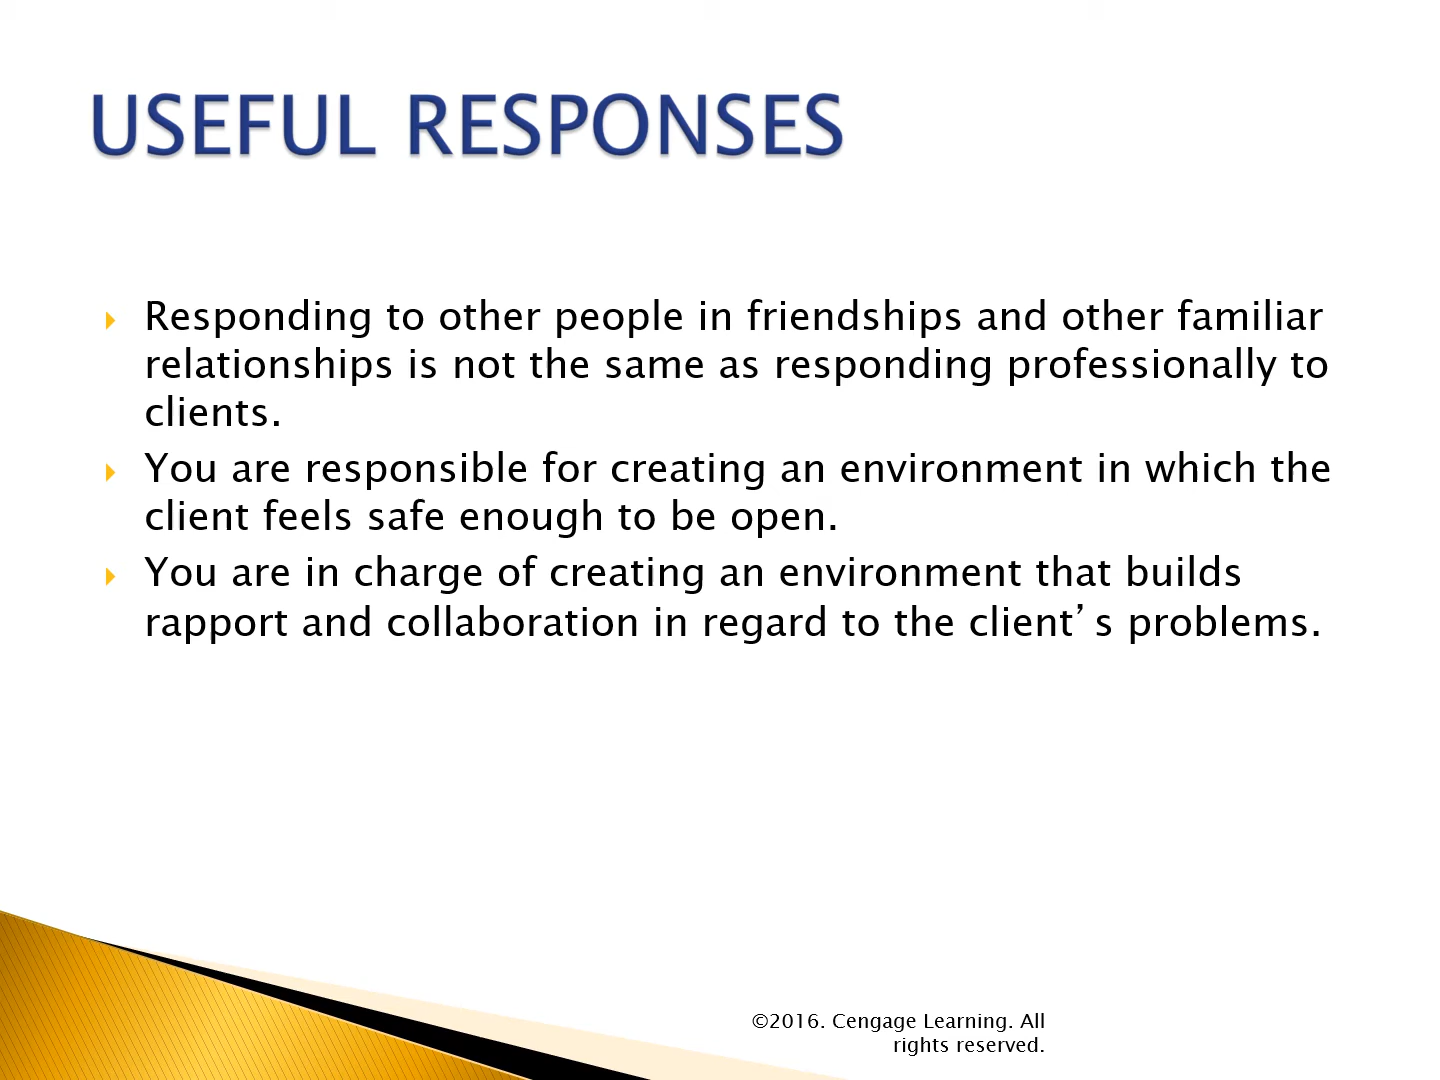 USEFUL RESPONSES
Responding to other people in friendships and other familiar
relationships is not the same as responding professionally to
clients.
You are responsible for creating an environment in which the
client feels safe enough to be open.
You are in charge of creating an environment that builds
rapport and collaboration in regard to the client’s problems.
©2016. Cengage Learning. All
rights reserved.